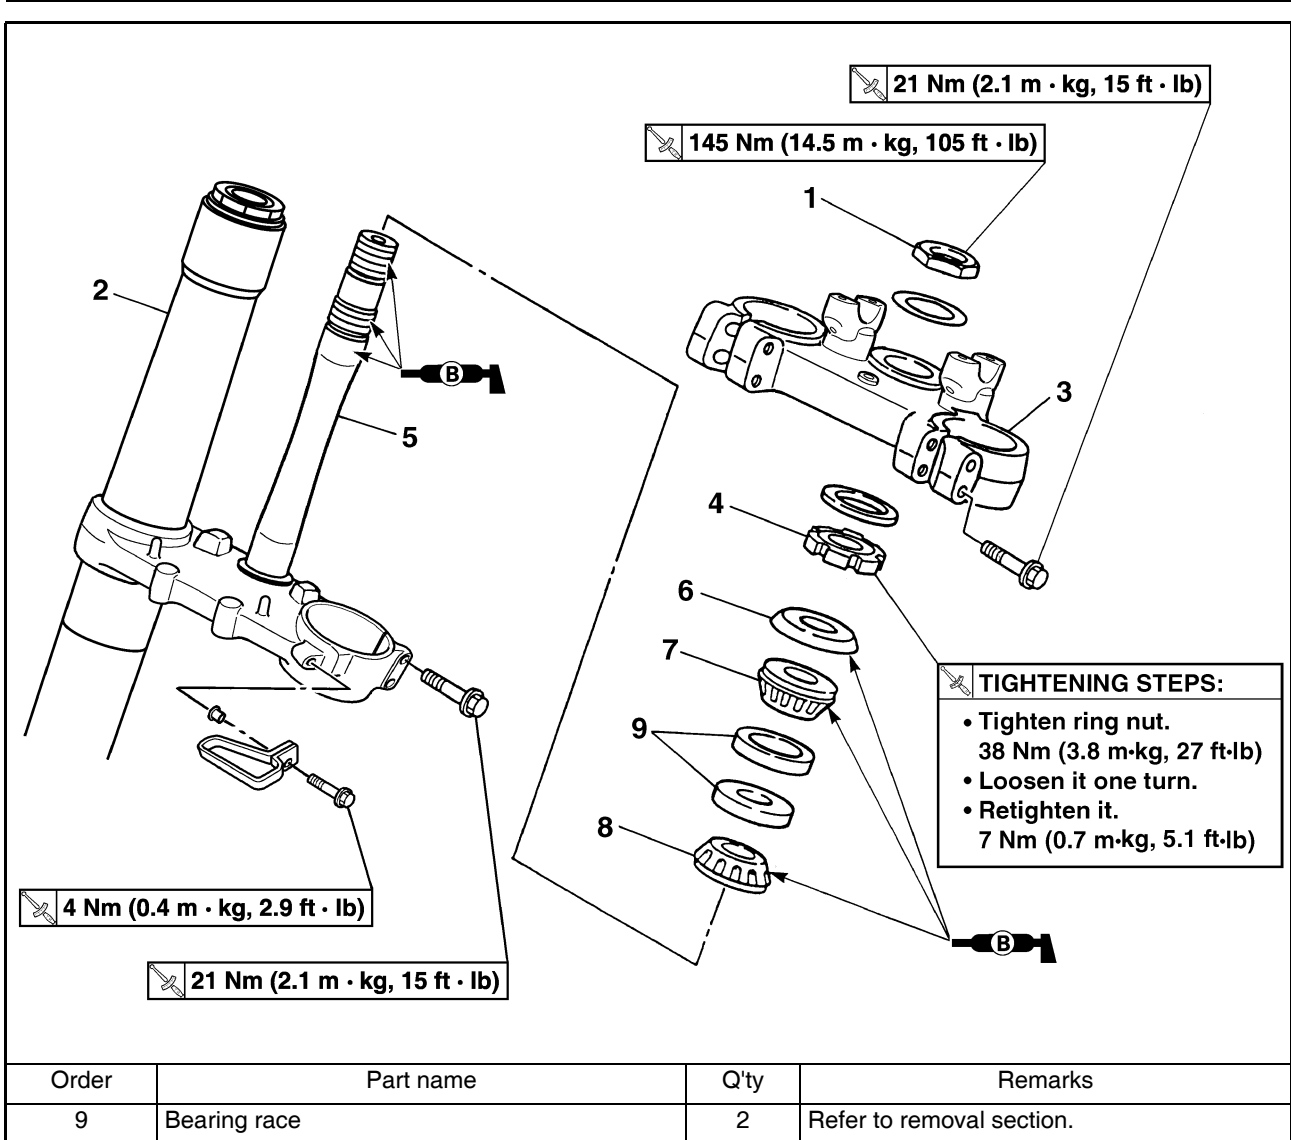 21 Nm (2.1 m · kg, 15 ft · lb)
145 Nm (14.5 m · kg, 105 ft · lb)
1
2
B
3
5
4
6
7
TIGHTENING STEPS:
• Tighten ring nut.
38 Nm (3.8 m·kg, 27 ft·lb)
• Loosen it one turn.
• Retighten it.
7 Nm (0.7 m·kg, 5.1 ft·lb)
9
8
4 Nm (0.4 m · kg, 2.9 ft · lb)
B
21 Nm (2.1 m · kg, 15 ft · lb)
Order Part name Q'ty Remarks
9 Bearing race 2 Refer to removal section.